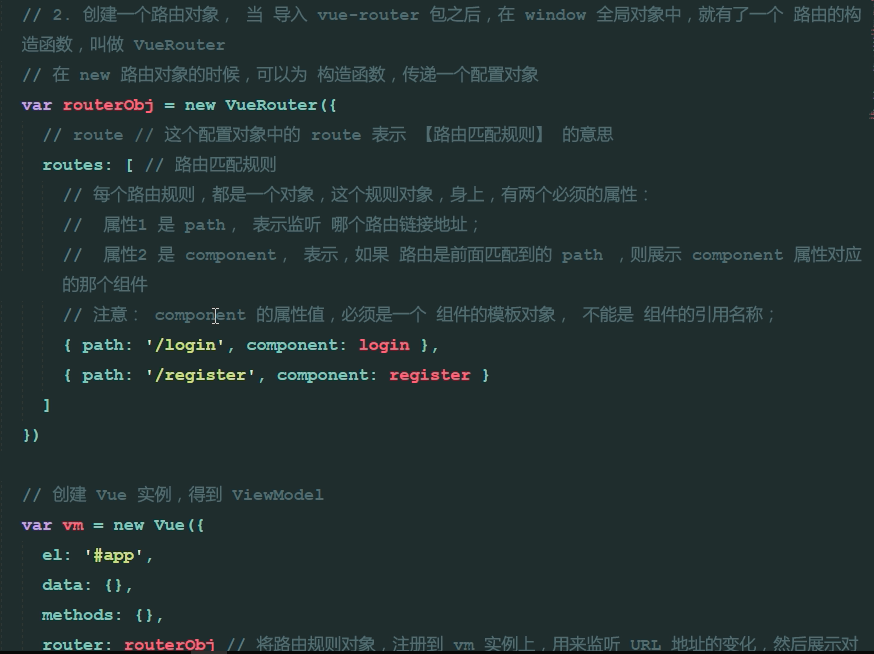 // 2. 创建一个路由对象， 当 导入 vue-router 包之后，在 window 全局对象中，就有了一个 路由的构
造函数，叫做 VueRouter
// 在 new 路由对象的时候，可以为 构造函数，传递一个配置对象
var routerObj = new VueRouter({
// route // 这个配置对象中的 route 表示 【路由匹配规则】 的意思
routes: [ // 路由匹配规则
// 每个路由规则，都是一个对象，这个规则对象，身上，有两个必须的属性：
//  属性1 是 path， 表示监听 哪个路由链接地址；
//  属性2 是 component， 表示，如果 路由是前面匹配到的 path ，则展示 component 属性对应
的那个组件
// 注意： component 的属性值，必须是一个 组件的模板对象， 不能是 组件的引用名称；
{ path: '/login', component: login },
{ path: '/register', component: register }
]
})
// 创建 Vue 实例，得到 ViewModel
var vm = new Vue({
el: '#app',
data: {},
methods: {},
router: routerObj // 将路由规则对象，注册到 vm 实例上，用来监听 URL 地址的变化，然后展示对